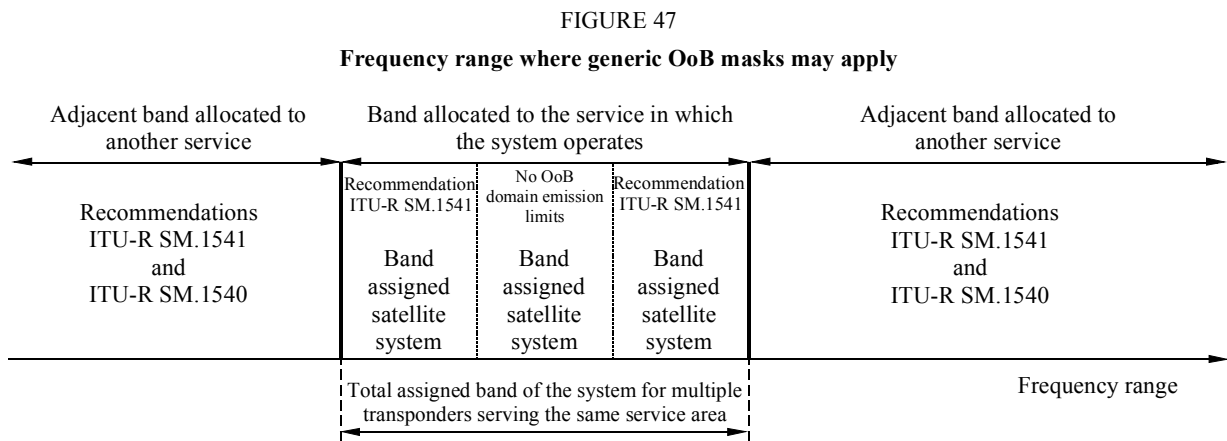 FIGURE 47
Frequency range where generic OoB masks may apply
Adjacent band allocated to
another service
Band allocated to the service in which
the system operates
Adjacent band allocated to
another service
Recommendations
ITU-R SM.1541
and
ITU-R SM.1540
Recommendation
ITU-R SM.1541
Band
assigned
satellite
system
No OoB
domain emission
limits
Band
assigned
satellite
system
Recommendation
ITU-R SM.1541
Band
assigned
satellite
system
Recommendations
ITU-R SM.1541
and
ITU-R SM.1540
Total assigned band of the system for multiple
transponders serving the same service area
Frequency range